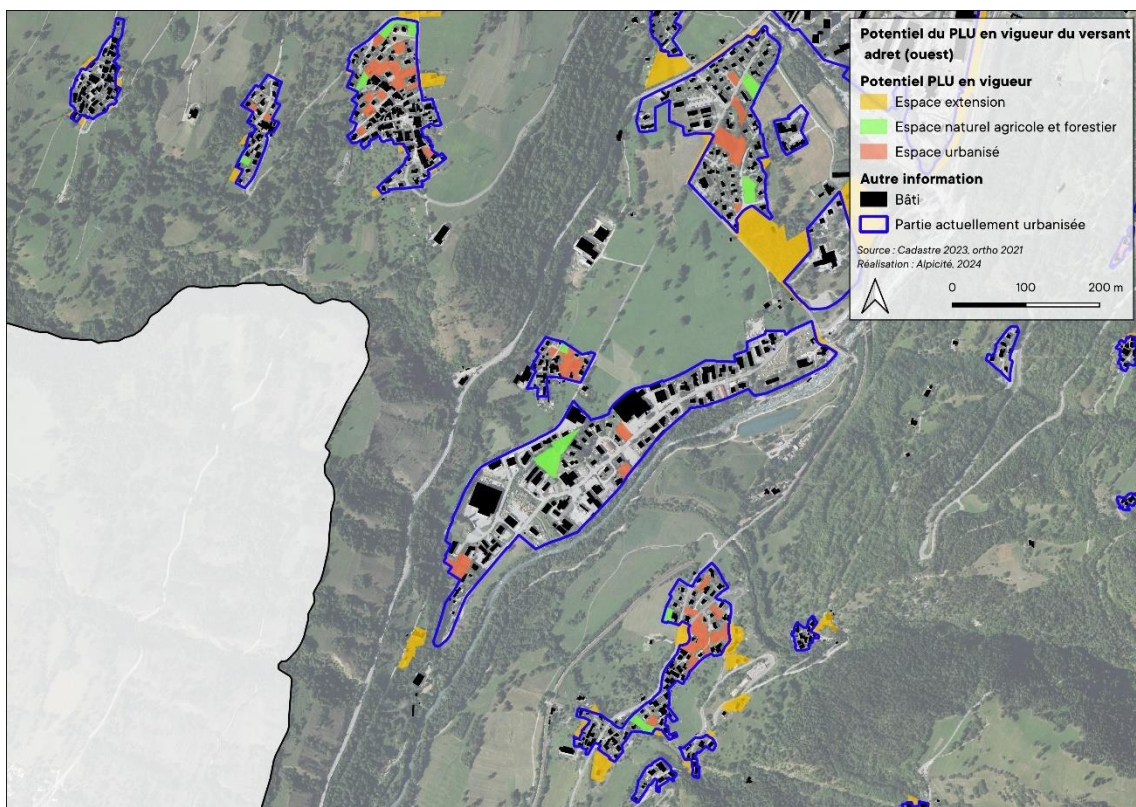 Potentiel du PLU en vigueur du versant
adret (ouest)
Potentiel PLU en vigueur
Espace extension
Espace naturel agricole et forestier
Espace urbanisé
Autre information
Bâti
Partie actuellement urbanisée
Source : Cadastre 2023, ortho 2021
Réalisation : Alpicité, 2024
0 100 200 m